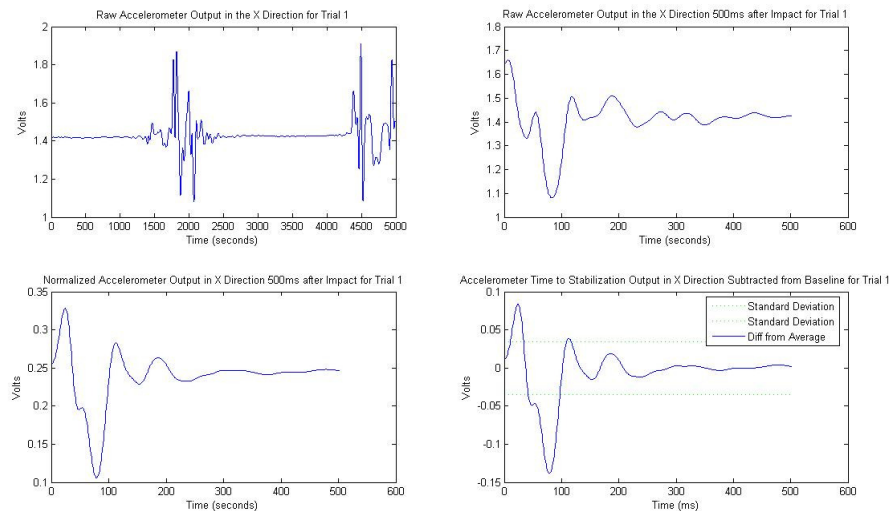 Raw Accelerometer Output in the X Direction for Trial 1
2
1.8
1.6
1.4
1.2
1
Volts
0 500 1000 1500 2000 2500 3000 3500 4000 4500 5000
Time (seconds)
Raw Accelerometer Output in the X Direction 500ms after Impact for Trial 1
1.8
1.7
1.6
1.5
1.4
1.3
1.2
1.1
1
Volts
0 100 200 300 400 500 600
Time (seconds)
Normalized Accelerometer Output in X Direction 500ms after Impact for Trial 1
0.35
0.3
0.25
0.2
0.15
0.1
Volts
0 100 200 300 400 500 600
Time (seconds)
Accelerometer Time to Stabilization Output in X Direction Subtracted from Baseline for Trial 1
0.1
0.05
0
-0.05
-0.1
-0.15
Volts
Standard Deviation
Standard Deviation
Diff from Average
0 100 200 300 400 500 600
Time (ms)